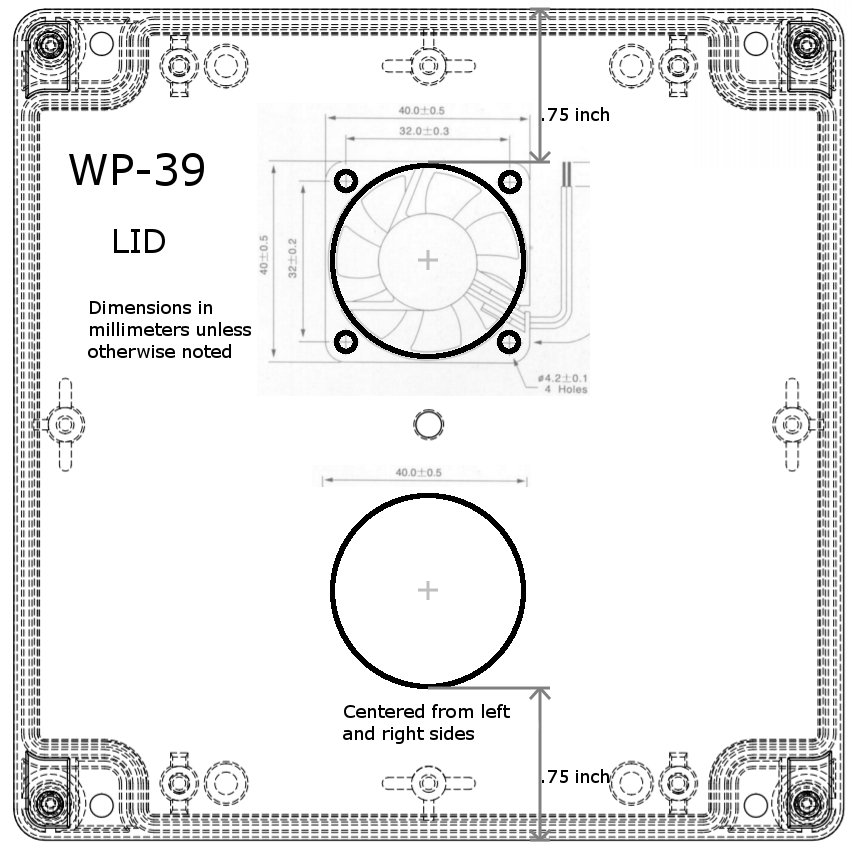 .75 inch
40.0±0.5
32.0±0.3
WP-39
LID
40±0.5
32±0.2
Dimensions in
millimeters unless
otherwise noted
ø4.2±0.1
4 Holes
40.0±0.5
Centered from left
and right sides
.75 inch